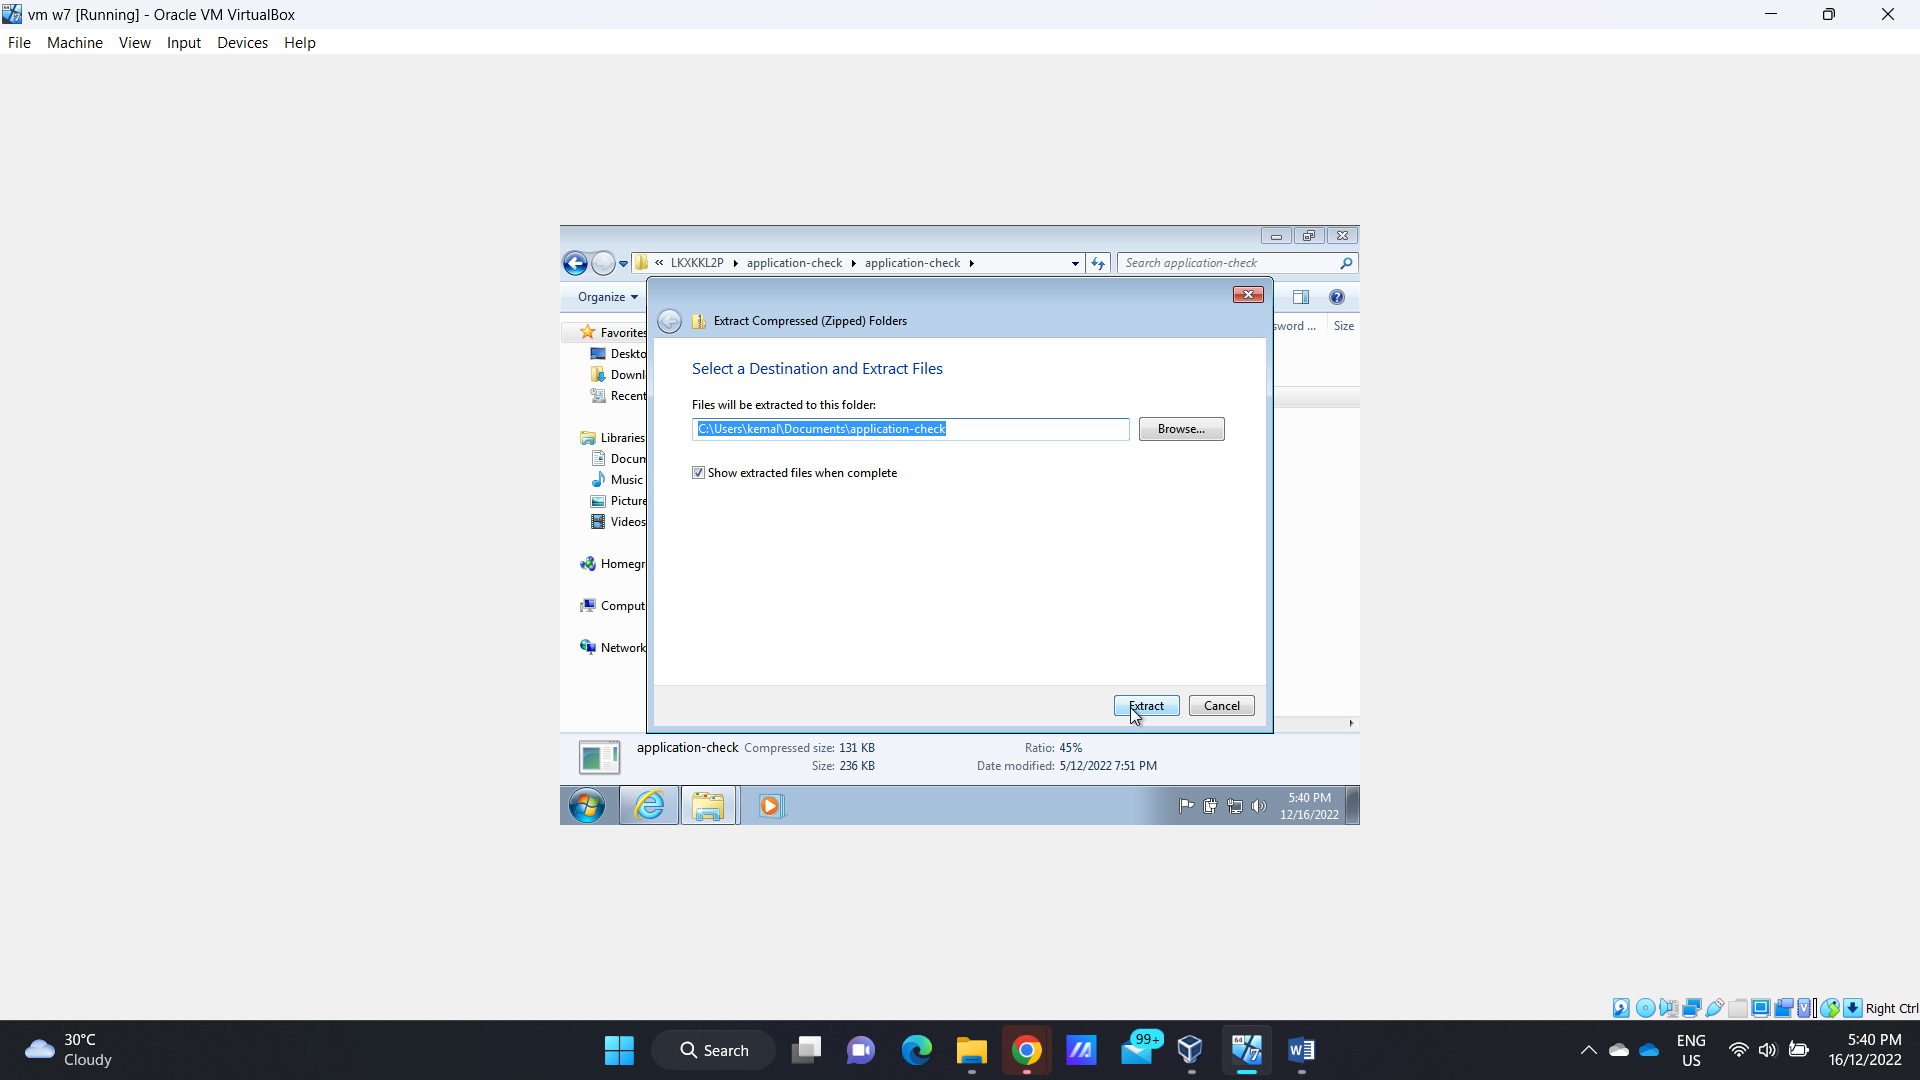 vm w7 [Running] - Oracle VM VirtualBox
File Machine View Input Devices Help
« LKXKKL2P application-check application-check
Search application-check
Organize
sword ... Size
Extract Compressed (Zipped) Folders
Favorites
Deskto
Downl
Recent
Libraries
Docum
Music
Picture
Videos
Homegr
Comput
Network
Select a Destination and Extract Files
Files will be extracted to this folder:
C:\Users\kemal\Documents\application-check
Browse...
Show extracted files when complete
Extract Cancel
application-check Compressed size: 131 KB Ratio: 45%
Size: 236 KB Date modified: 5/12/2022 7:51 PM
5:40 PM
12/16/2022
Right Ctrl
30°C
Cloudy
Search
99+
64
7
ENG
US
5:40 PM
16/12/2022